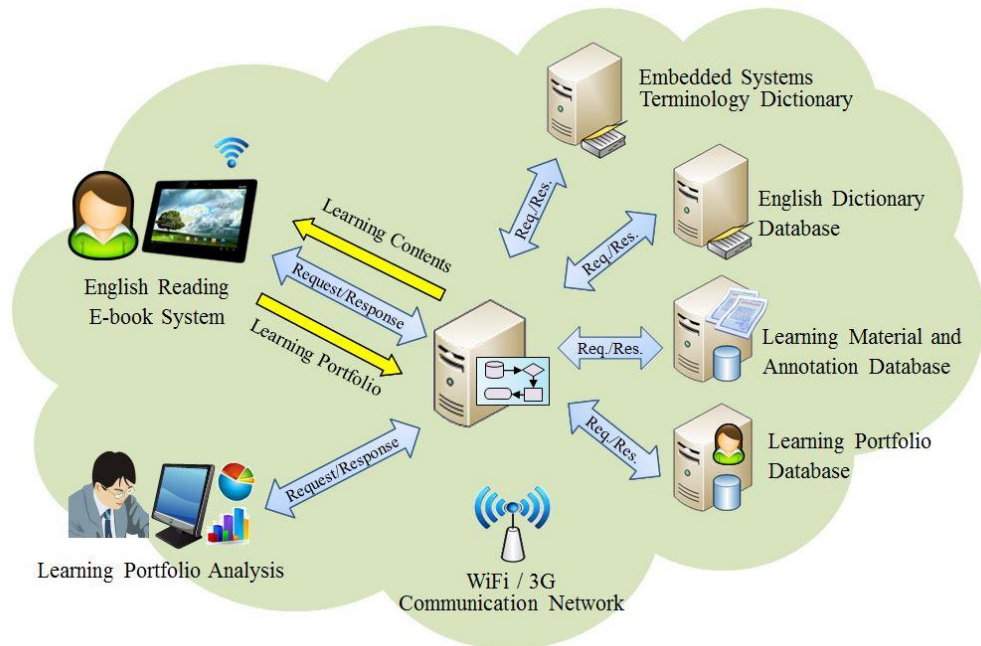 Embedded Systems
Terminology Dictionary
Req./Res.
English Dictionary
Database
Req./Res.
Learning Contents
Request/Response
Learning Portfolio
English Reading
E-book System
Req./Res.
Learning Material and
Annotation Database
Req./Res.
Learning Portfolio
Database
Request/Response
Learning Portfolio Analysis
WiFi / 3G
Communication Network